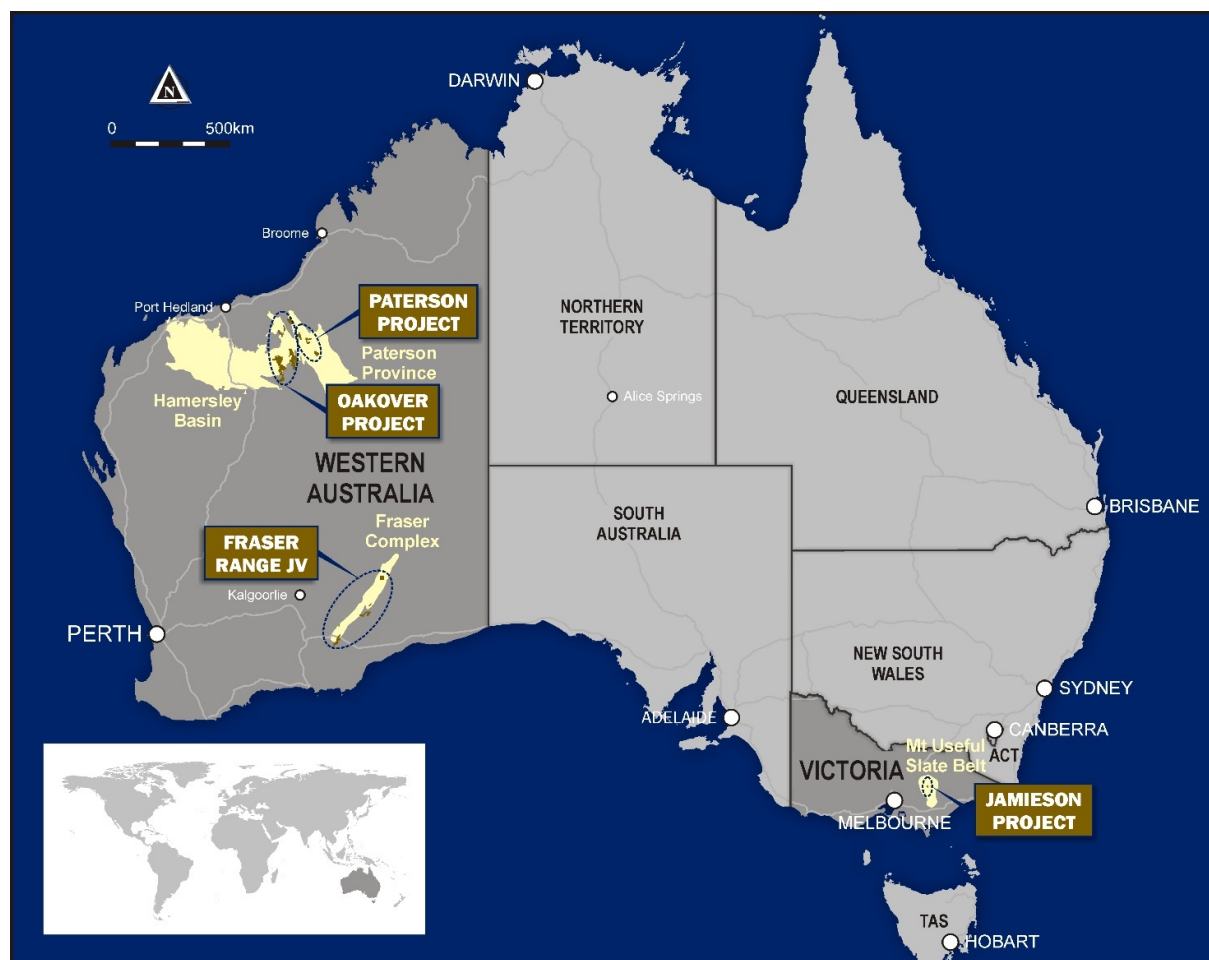 DARWIN
N
0 500km
Broome
Port Hedland
PATERSON
PROJECT
NORTHERN
TERRITORY
Paterson
Province
Hamersley
Basin
OAKOVER
PROJECT
Alice Springs
QUEENSLAND
WESTERN
AUSTRALIA
SOUTH
AUSTRALIA
BRISBANE
Fraser
Complex
FRASER
RANGE JV
Kalgoorlie
PERTH
NEW SOUTH
WALES
SYDNEY
ADELAIDE
CANBERRA
ACT
Mt Useful
Slate Belt
VICTORIA
JAMIESON
PROJECT
MELBOURNE
TAS
HOBART